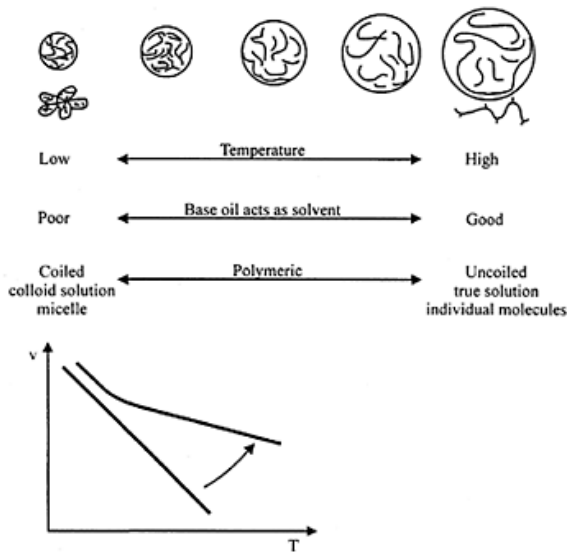 Low Temperature High
Poor Base oil acts as solvent Good
Coiled Polymeric Uncoiled
colloid solution true solution
micelle individual molecules
v
T